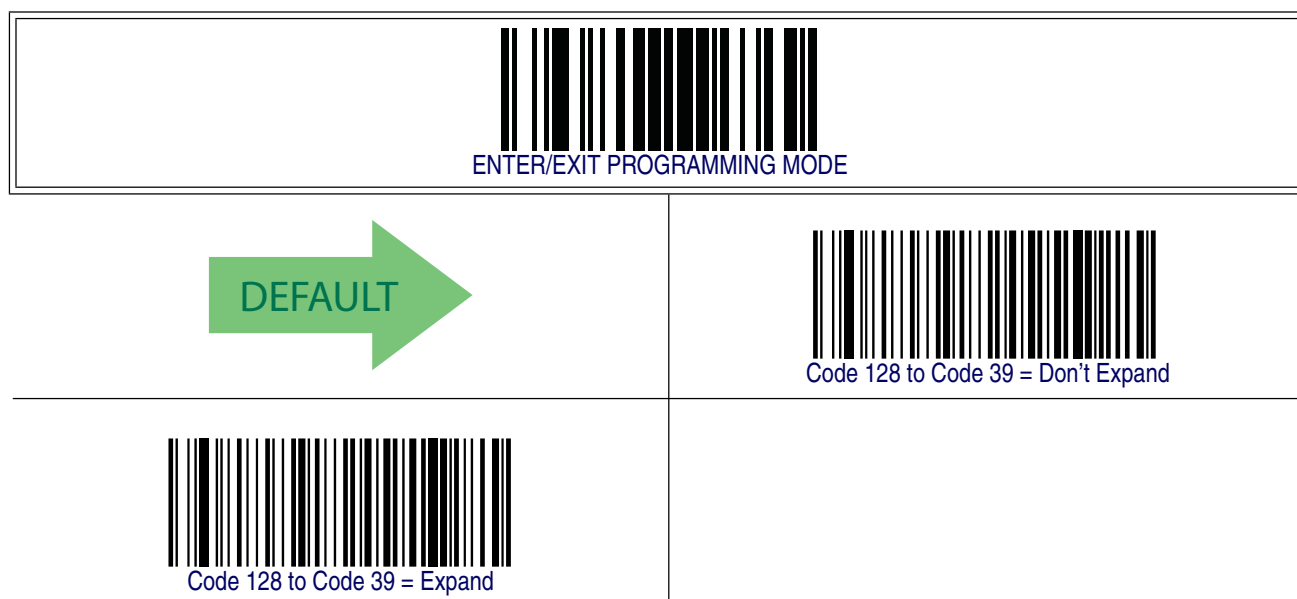 ENTER/EXIT PROGRAMMING MODE
DEFAULT
Code 128 to Code 39 = Don’t Expand
Code 128 to Code 39 = Expand